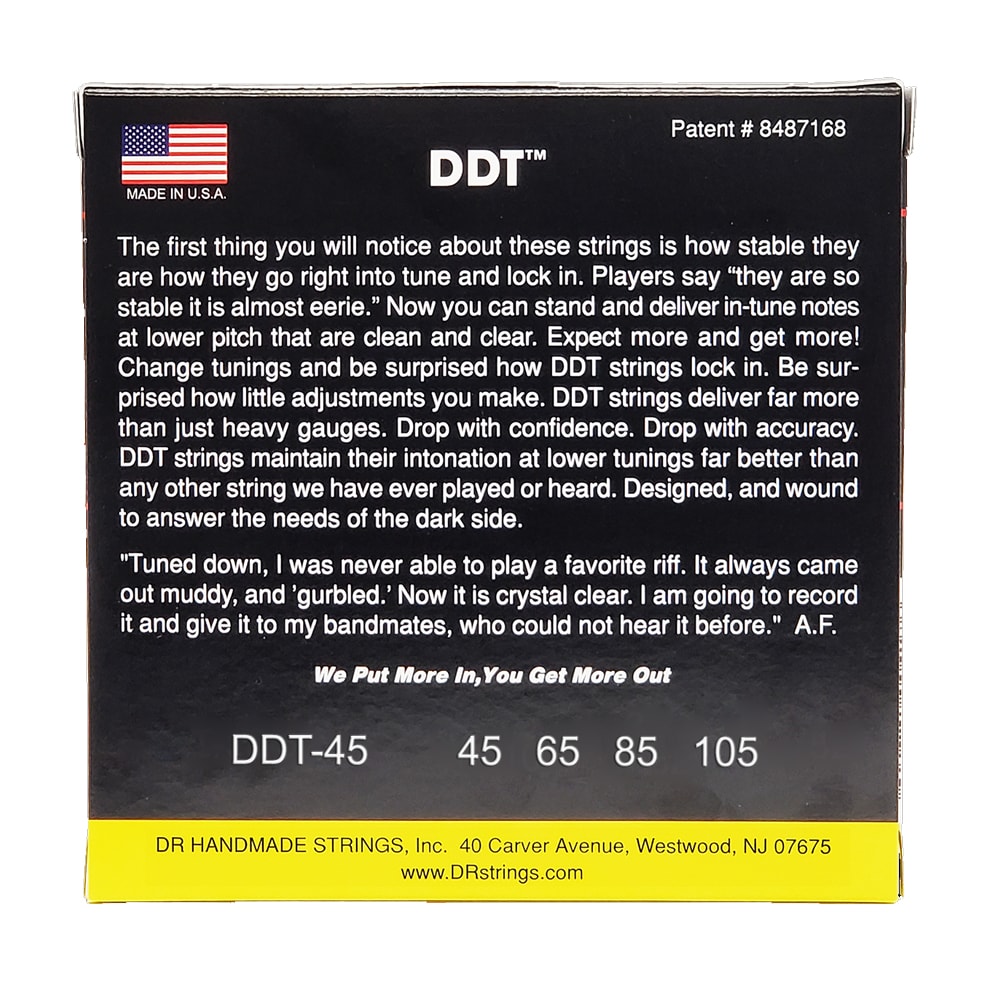 Patent # 8487168
MADE IN U.S.A.
DDT™
The first thing you will notice about these strings is how stable they
are how they go right into tune and lock in. Players say “they are so
stable it is almost eerie.” Now you can stand and deliver in-tune notes
at lower pitch that are clean and clear. Expect more and get more!
Change tunings and be surprised how DDT strings lock in. Be sur-
prised how little adjustments you make. DDT strings deliver far more
than just heavy gauges. Drop with confidence. Drop with accuracy.
DDT strings maintain their intonation at lower tunings far better than
any other string we have ever played or heard. Designed, and wound
to answer the needs of the dark side.
"Tuned down, I was never able to play a favorite riff. It always came
out muddy, and ’gurbled.’ Now it is crystal clear. I am going to record
it and give it to my bandmates, who could not hear it before." A.F.
We Put More In,You Get More Out
DDT-45 45 65 85 105
DR HANDMADE STRINGS, Inc. 40 Carver Avenue, Westwood, NJ 07675
www.DRstrings.com